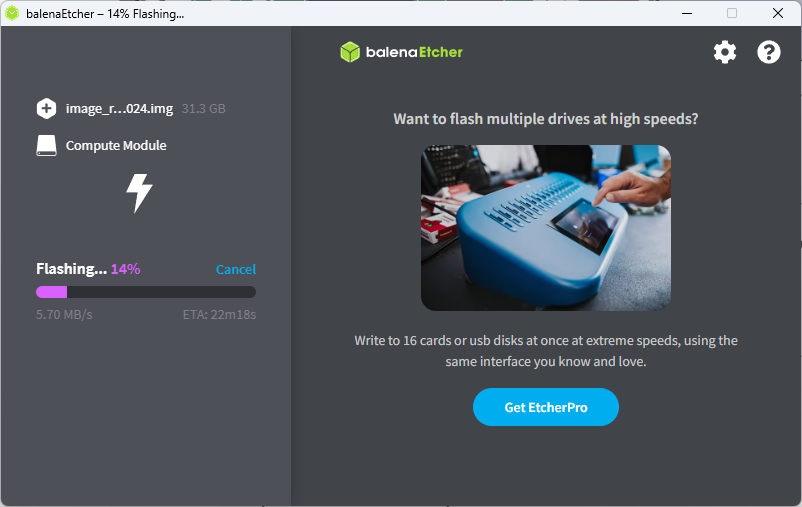 balenaEtcher – 14% Flashing...
balenaEtcher
image_r...024.img 31.3 GB
Compute Module
Flashing... 14% Cancel
5.70 MB/s ETA: 22m18s
Want to flash multiple drives at high speeds?
Write to 16 cards or usb disks at once at extreme speeds, using the
same interface you know and love.
Get EtcherPro